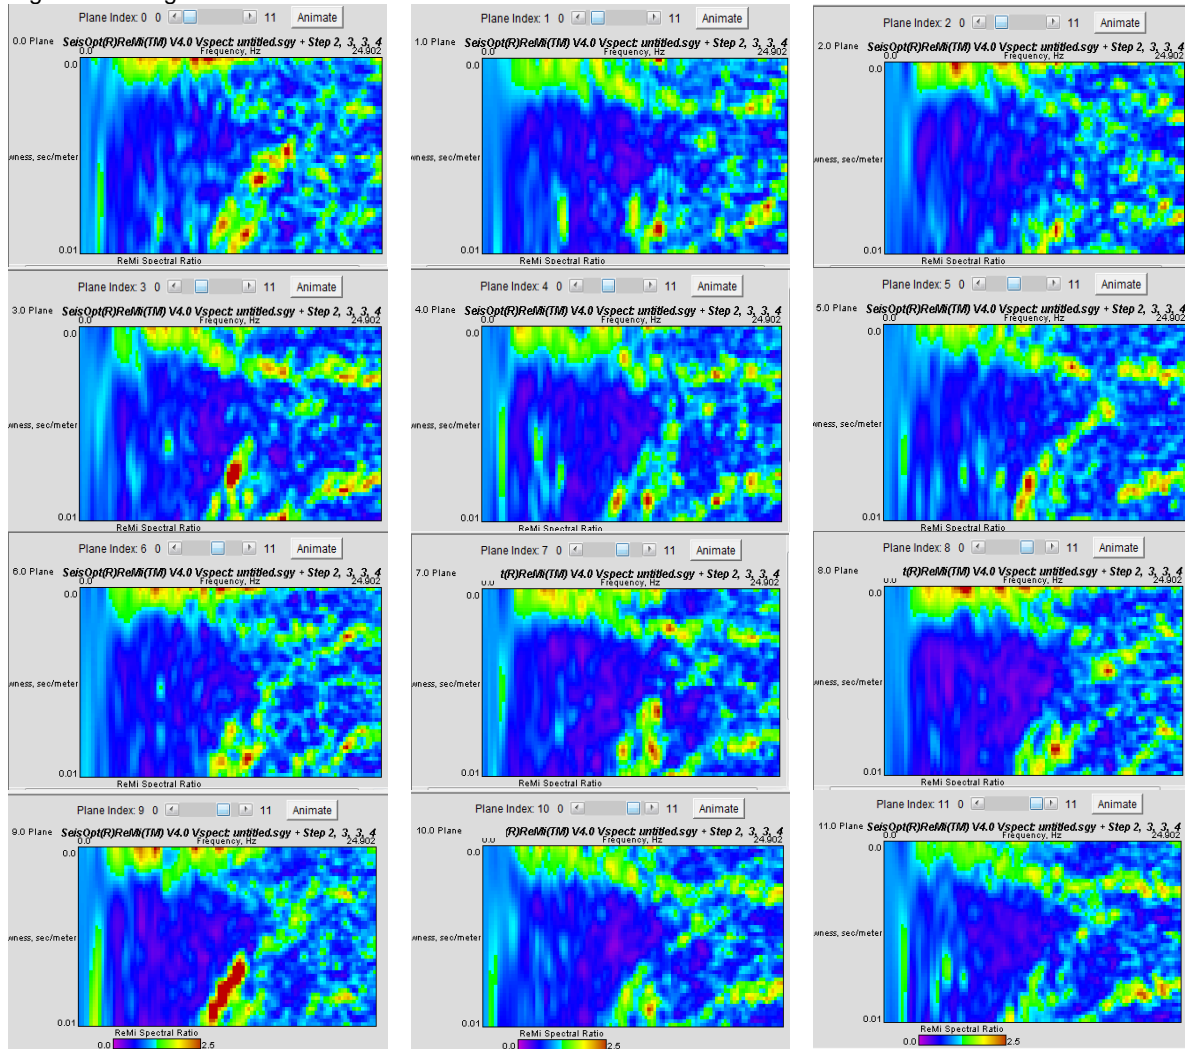 Plane Index: 0 0 11 Animate
0.0 Plane SeisOpt(R)ReMi(TM) V4.0 Vspect: untitled.sgy + Step 2, 3, 3, 4
Frequency, Hz 24.902
0.0
wness, sec/meter
0.01
ReMi Spectral Ratio
Plane Index: 1 0 11 Animate
1.0 Plane SeisOpt(R)ReMi(TM) V4.0 Vspect: untitled.sgy + Step 2, 3, 3, 4
0.0 Frequency, Hz 24.902
0.0
wness, sec/meter
0.01
ReMi Spectral Ratio
Plane Index: 2 0 11 Animate
2.0 Plane SeisOpt(R)ReMi(TM) V4.0 Vspect: untitled.sgy + Step 2, 3, 3, 4
0.0 Frequency, Hz 24.902
0.0
wness, sec/meter
0.01
ReMi Spectral Ratio
Plane Index: 3 0 11 Animate
3.0 Plane SeisOpt(R)ReMi(TM) V4.0 Vspect: untitled.sgy + Step 2, 3, 3, 4
0.0 Frequency, Hz 24.902
0.0
wness, sec/meter
0.01
ReMi Spectral Ratio
Plane Index: 4 0 11 Animate
4.0 Plane SeisOpt(R)ReMi(TM) V4.0 Vspect: untitled.sgy + Step 2, 3, 3, 4
0.0 Frequency, Hz 24.902
0.0
wness, sec/meter
0.01
ReMi Spectral Ratio
Plane Index: 5 0 11 Animate
5.0 Plane SeisOpt(R)ReMi(TM) V4.0 Vspect: untitled.sgy + Step 2, 3, 3, 4
0.0 Frequency, Hz 24.902
0.0
wness, sec/meter
0.01
ReMi Spectral Ratio
Plane Index: 6 0 11 Animate
6.0 Plane SeisOpt(R)ReMi(TM) V4.0 Vspect: untitled.sgy + Step 2, 3, 3, 4
0.0 Frequency, Hz 24.902
0.0
wness, sec/meter
0.01
ReMi Spectral Ratio
Plane Index: 7 0 11 Animate
7.0 Plane t(R)ReMi(TM) V4.0 Vspect: untitled.sgy + Step 2, 3, 3, 4
0.0 Frequency, Hz 24.902
0.0
wness, sec/meter
0.01
ReMi Spectral Ratio
Plane Index: 8 0 11 Animate
8.0 Plane t(R)ReMi(TM) V4.0 Vspect: untitled.sgy + Step 2, 3, 3, 4
0.0 Frequency, Hz 24.902
0.0
wness, sec/meter
0.01
ReMi Spectral Ratio
Plane Index: 9 0 11 Animate
9.0 Plane SeisOpt(R)ReMi(TM) V4.0 Vspect: untitled.sgy + Step 2, 3, 3, 4
0.0 Frequency, Hz 24.902
0.0
wness, sec/meter
0.01
ReMi Spectral Ratio
0.0 2.5
Plane Index: 10 0 11 Animate
10.0 Plane (R)ReMi(TM) V4.0 Vspect: untitled.sgy + Step 2, 3, 3, 4
0.0 Frequency, Hz 24.902
0.0
wness, sec/meter
0.01
ReMi Spectral Ratio
0.0 2.5
Plane Index: 11 0 11 Animate
11.0 Plane SeisOpt(R)ReMi(TM) V4.0 Vspect: untitled.sgy + Step 2, 3, 3, 4
0.0 Frequency, Hz 24.902
0.0
wness, sec/meter
0.01
ReMi Spectral Ratio
0.0 2.5